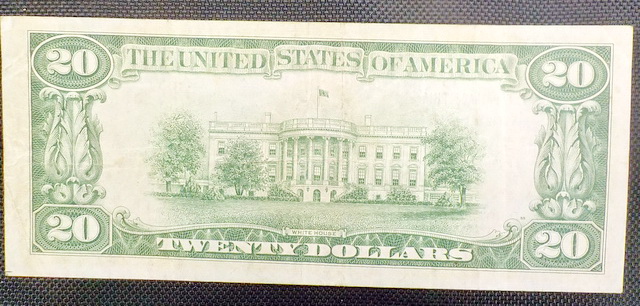 20 THE UNITED STATES OF AMERICA 20
WHITE HOUSE
20 TWENTY DOLLARS 20